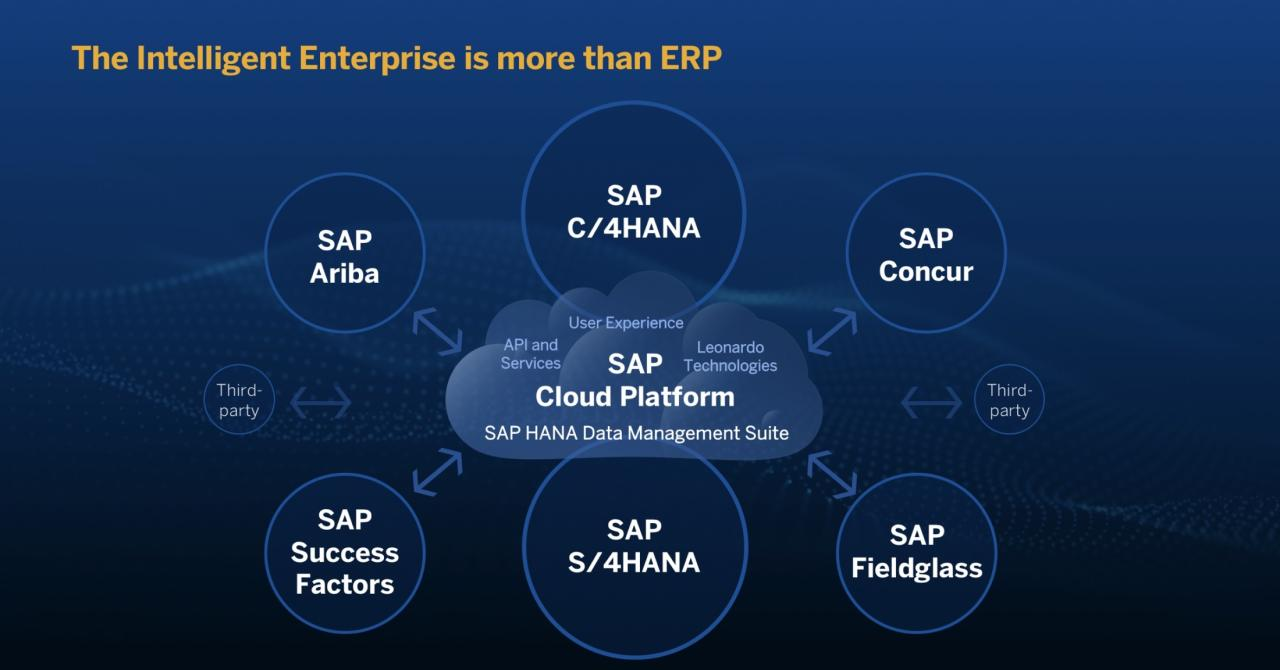 The Intelligent Enterprise is more than ERP
SAP
C/4HANA
SAP
Ariba
SAP
Concur
User Experience
API and
Services
Leonardo
Technologies
SAP
Cloud Platform
SAP HANA Data Management Suite
Third-
party
Third-
party
SAP
Success
Factors
SAP
S/4HANA
SAP
Fieldglass